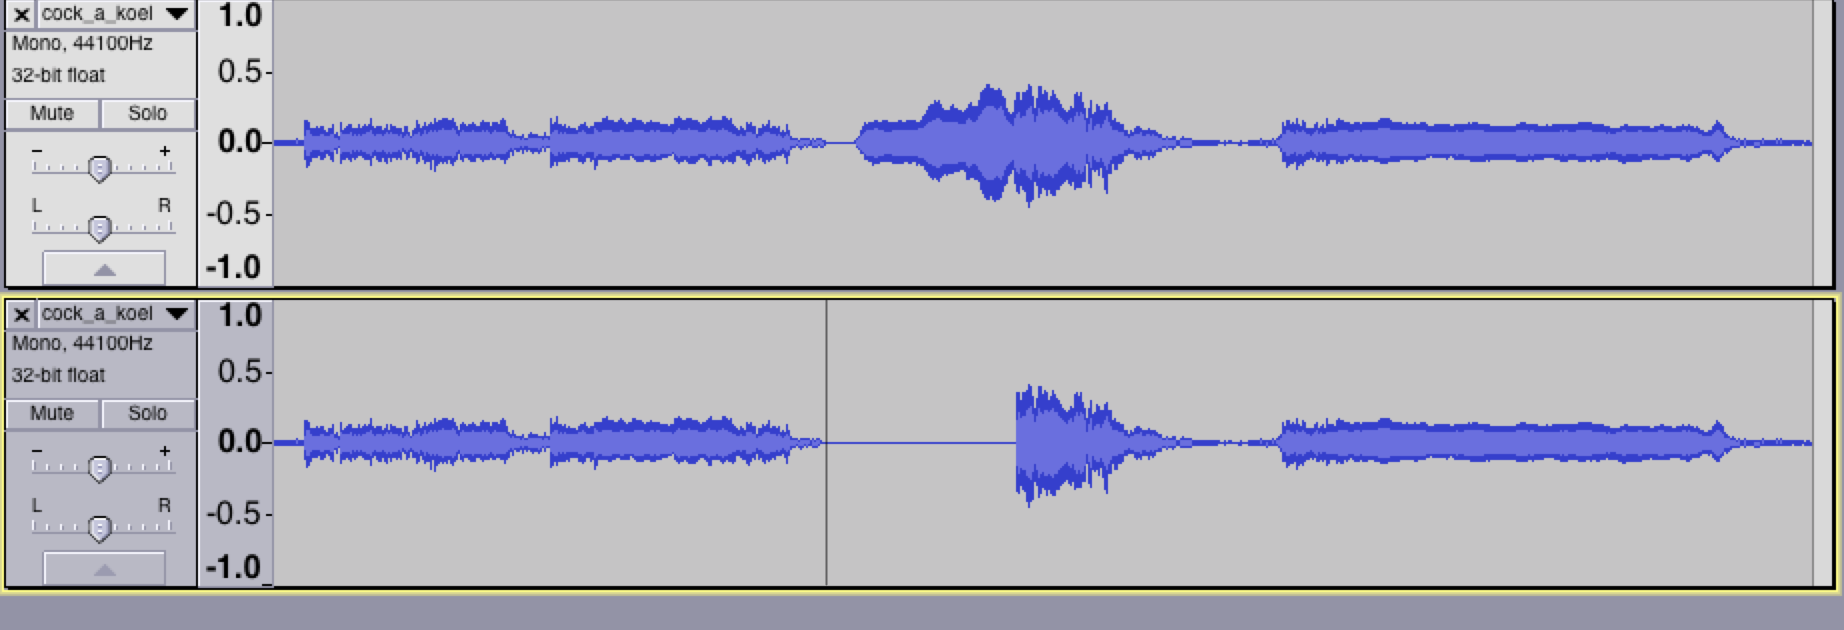 x cock_a_koel
Mono, 44100Hz
32-bit float
Mute Solo
- +
L R
1.0
0.5-
0.0-
-0.5-
-1.0
x cock_a_koel
Mono, 44100Hz
32-bit float
Mute Solo
- +
L R
1.0
0.5-
0.0-
-0.5-
-1.0